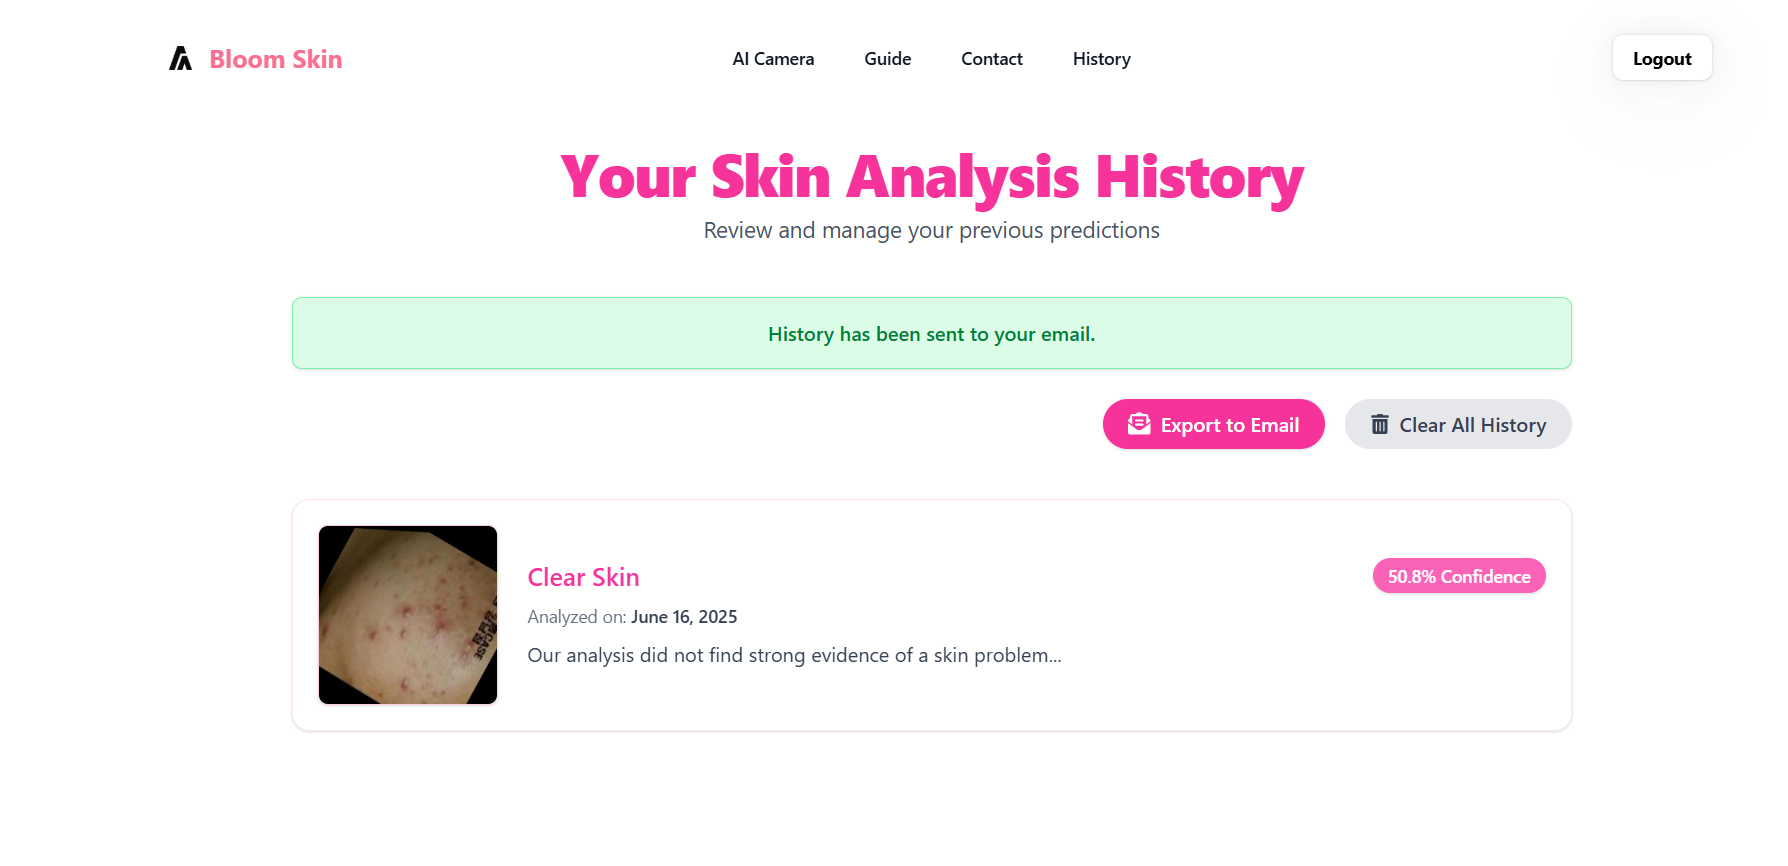 Bloom Skin
AI Camera
Guide
Contact
History
Logout
Your Skin Analysis History
Review and manage your previous predictions
History has been sent to your email.
Export to Email
Clear All History
Clear Skin
50.8% Confidence
Analyzed on: June 16, 2025
Our analysis did not find strong evidence of a skin problem...